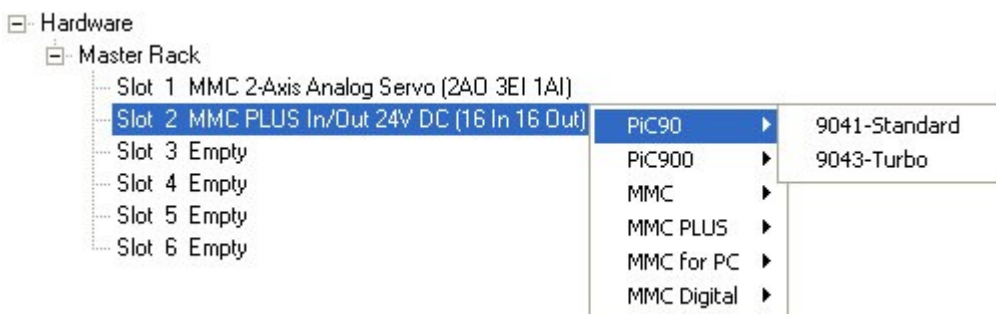 Hardware
Master Rack
Slot 1 MMC 2-Axis Analog Servo (2AO 3EI 1AI)
Slot 2 MMC PLUS In/Out 24V DC (16 In 16 Out)
Slot 3 Empty
Slot 4 Empty
Slot 5 Empty
Slot 6 Empty
PiC90
PiC900
MMC
MMC PLUS
MMC for PC
MMC Digital
9041-Standard
9043-Turbo